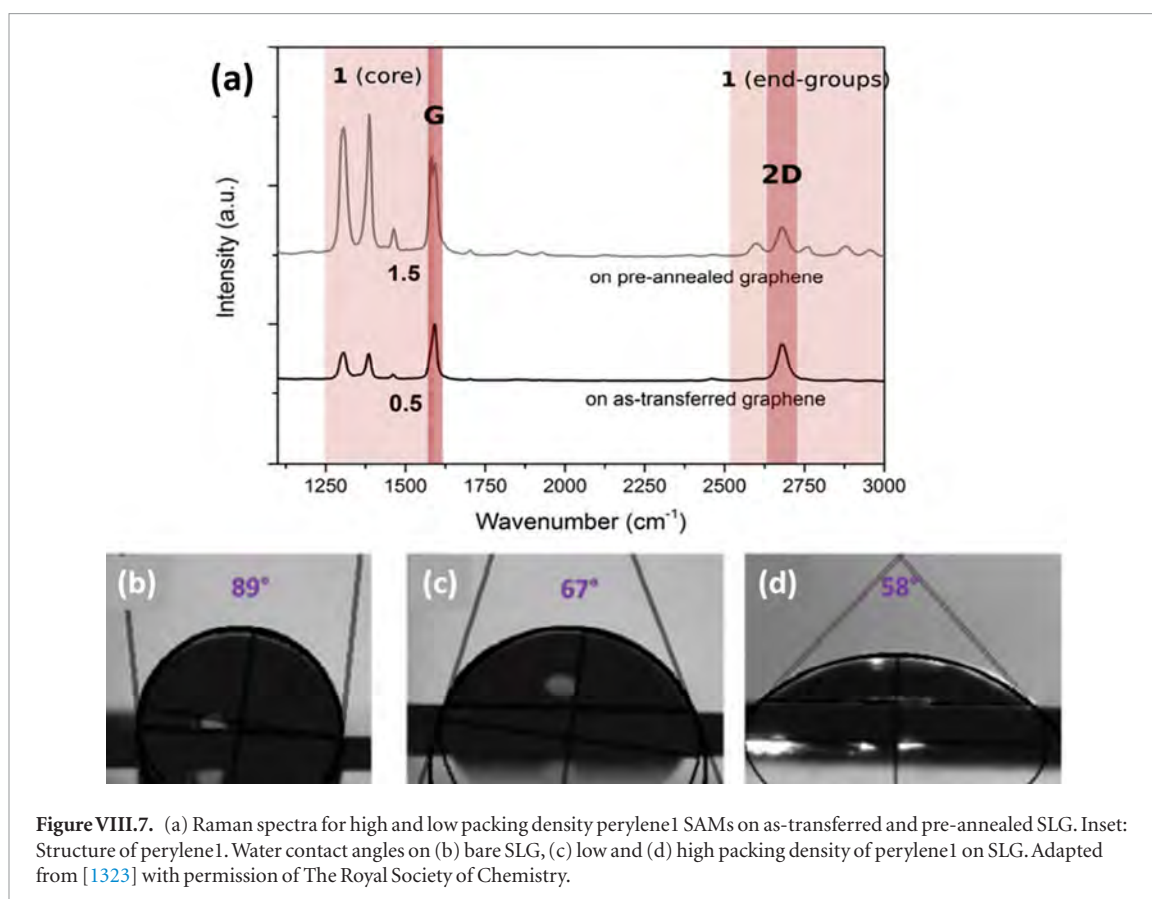 (a)
1 (core)
1 (end-groups)
G
2D
1.5
on pre-annealed graphene
0.5
on as-transferred graphene
Intensity (a.u.)
1250 1500 1750 2000 2250 2500 2750 3000
Wavenumber (cm⁻¹)
(b) 89° (c) 67° (d) 58°
Figure VIII.7. (a) Raman spectra for high and low packing density perylene1 SAMs on as-transferred and pre-annealed SLG. Inset:
Structure of perylene1. Water contact angles on (b) bare SLG, (c) low and (d) high packing density of perylene1 on SLG. Adapted
from [1323] with permission of The Royal Society of Chemistry.